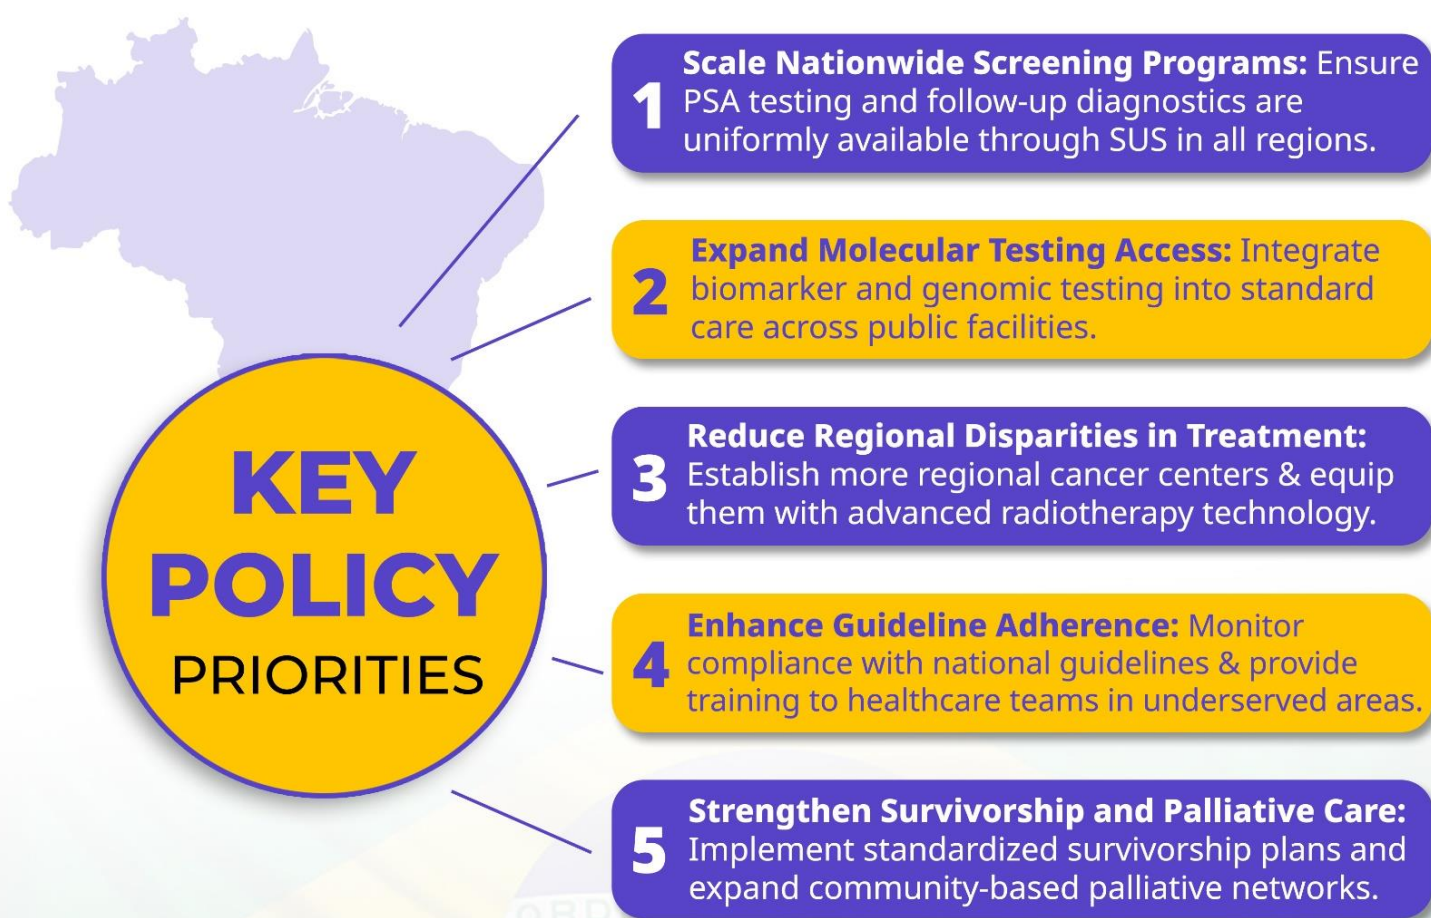 KEY
POLICY
PRIORITIES
1
Scale Nationwide Screening Programs: Ensure
PSA testing and follow-up diagnostics are
uniformly available through SUS in all regions.
2
Expand Molecular Testing Access: Integrate
biomarker and genomic testing into standard
care across public facilities.
3
Reduce Regional Disparities in Treatment:
Establish more regional cancer centers & equip
them with advanced radiotherapy technology.
4
Enhance Guideline Adherence: Monitor
compliance with national guidelines & provide
training to healthcare teams in underserved areas.
5
Strengthen Survivorship and Palliative Care:
Implement standardized survivorship plans and
expand community-based palliative networks.